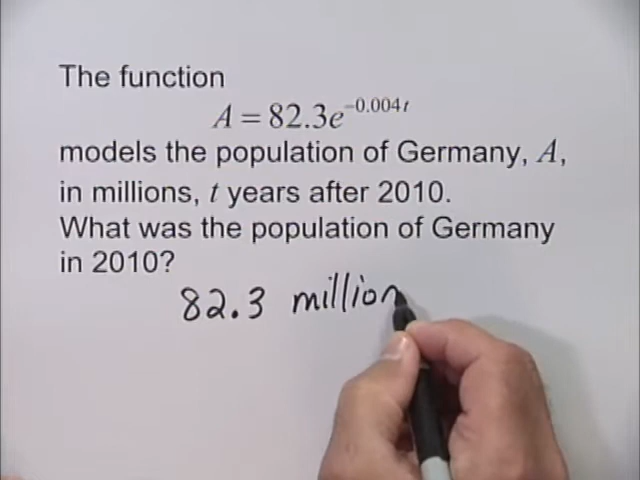 The function
A = 82.3e^−0.004t
models the population of Germany, A,
in millions, t years after 2010.
What was the population of Germany
in 2010?
82.3 million